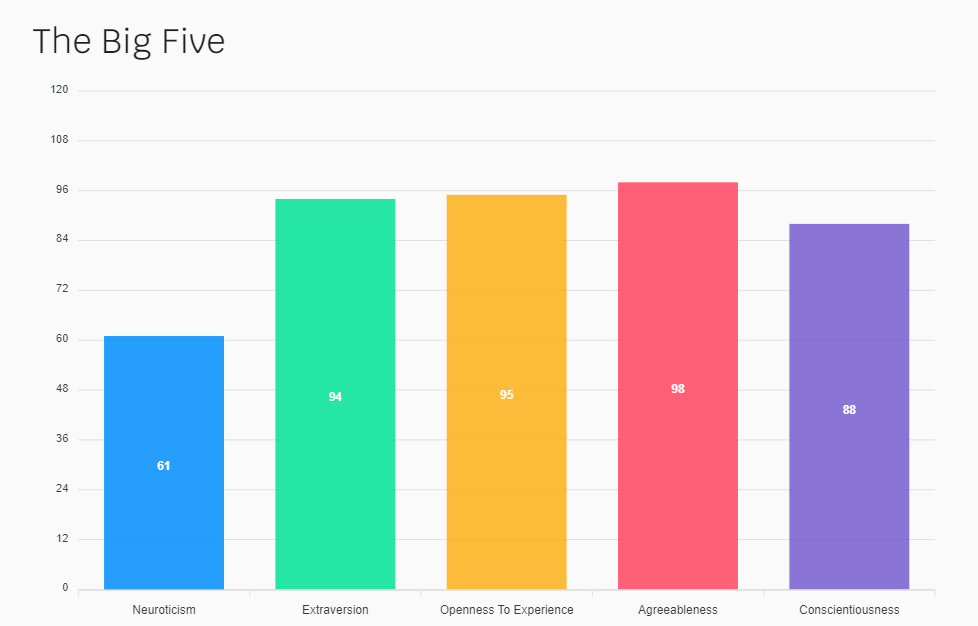 The Big Five
120
108
96
84
72
60
48
36
24
12
0
61
94
95
98
88
Neuroticism
Extraversion
Openness To Experience
Agreeableness
Conscientiousness